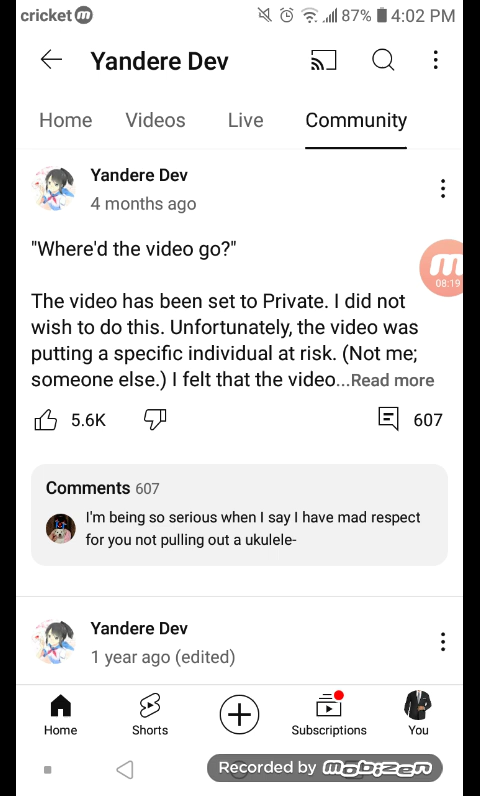 cricket 87% 4:02 PM
Yandere Dev
Home Videos Live Community
Yandere Dev
4 months ago
"Where'd the video go?"
The video has been set to Private. I did not
wish to do this. Unfortunately, the video was
putting a specific individual at risk. (Not me;
someone else.) I felt that the video...Read more
08:19
5.6K 607
Comments 607
I'm being so serious when I say I have mad respect
for you not pulling out a ukulele-
Yandere Dev
1 year ago (edited)
Home Shorts Subscriptions You
Recorded by mobizen